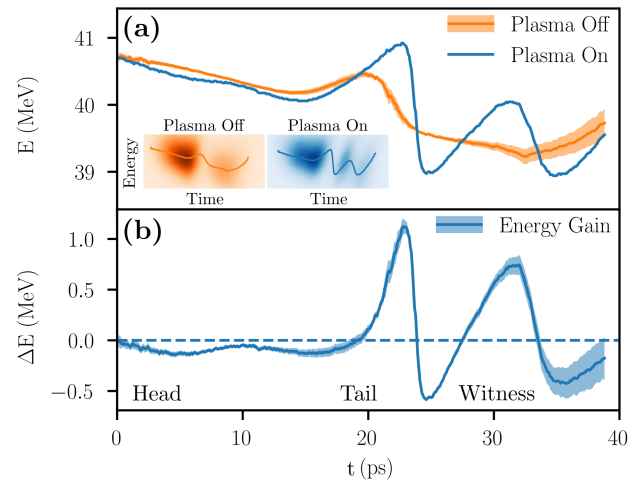 (a)
Plasma Off
Plasma On
41
40
39
E (MeV)
Plasma Off
Plasma On
Energy
Time
Time
(b)
Energy Gain
1.0
0.5
0.0
−0.5
ΔE (MeV)
Head
Tail
Witness
0
10
20
30
40
t (ps)